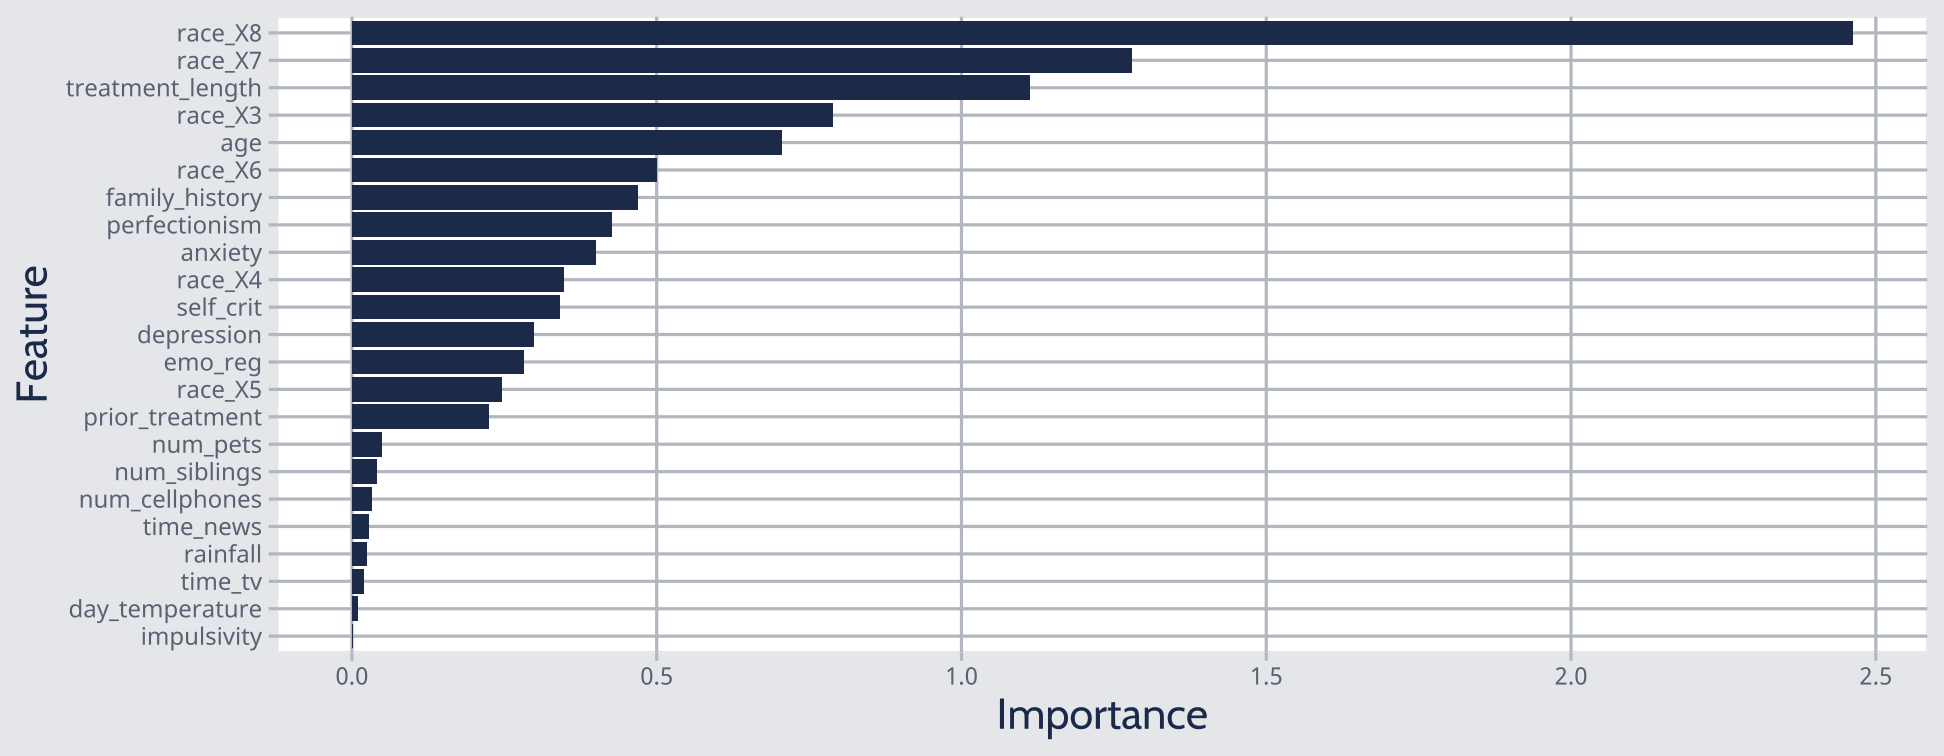 race_X8
race_X7
treatment_length
race_X3
age
race_X6
family_history
perfectionism
anxiety
race_X4
self_crit
depression
emo_reg
race_X5
prior_treatment
num_pets
num_siblings
num_cellphones
time_news
rainfall
time_tv
day_temperature
impulsivity
Feature
0.0 0.5 1.0 1.5 2.0 2.5
Importance